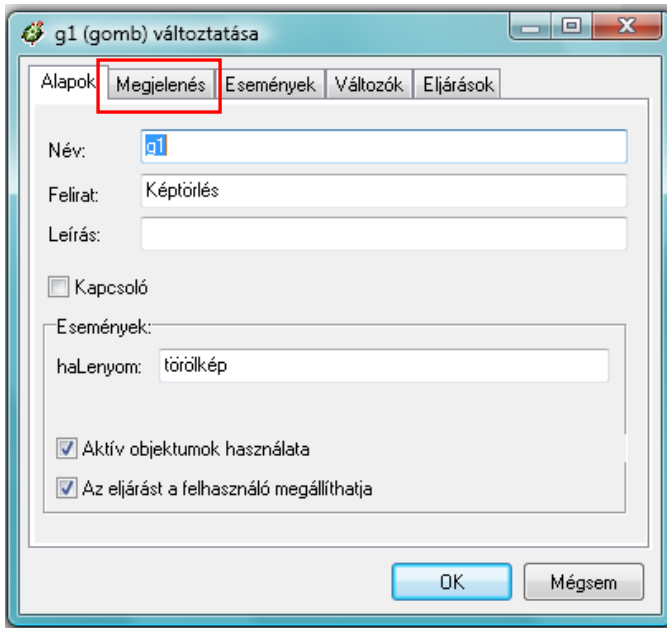 g1 (gomb) változtatása
Alapok Megjelenés Események Változók Eljárások
Név: g1
Felirat: Képtörlés
Leírás:
Kapcsoló
Események:
haLenyom: törölkép
Aktív objektumok használata
Az eljárást a felhasználó megállíthatja
OK Mégsem